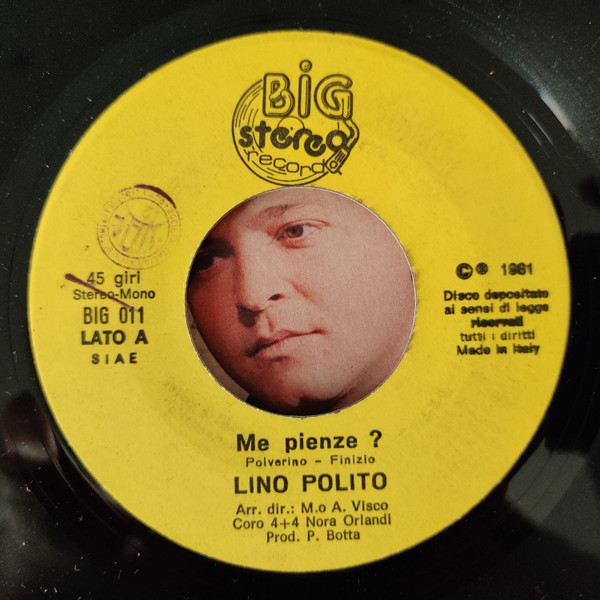 BiG
stereo
records
45 giri
Stereo-Mono
BIG 011
LATO A
SIAE
© ℗ 1981
Disco depositato
ai sensi di legge
riservati
tutti i diritti
Made in Italy
Me pienze ?
Polverino - Finizio
LINO POLITO
Arr. dir.: M.o A. Visco
Coro 4+4 Nora Orlandi
Prod. P. Botta